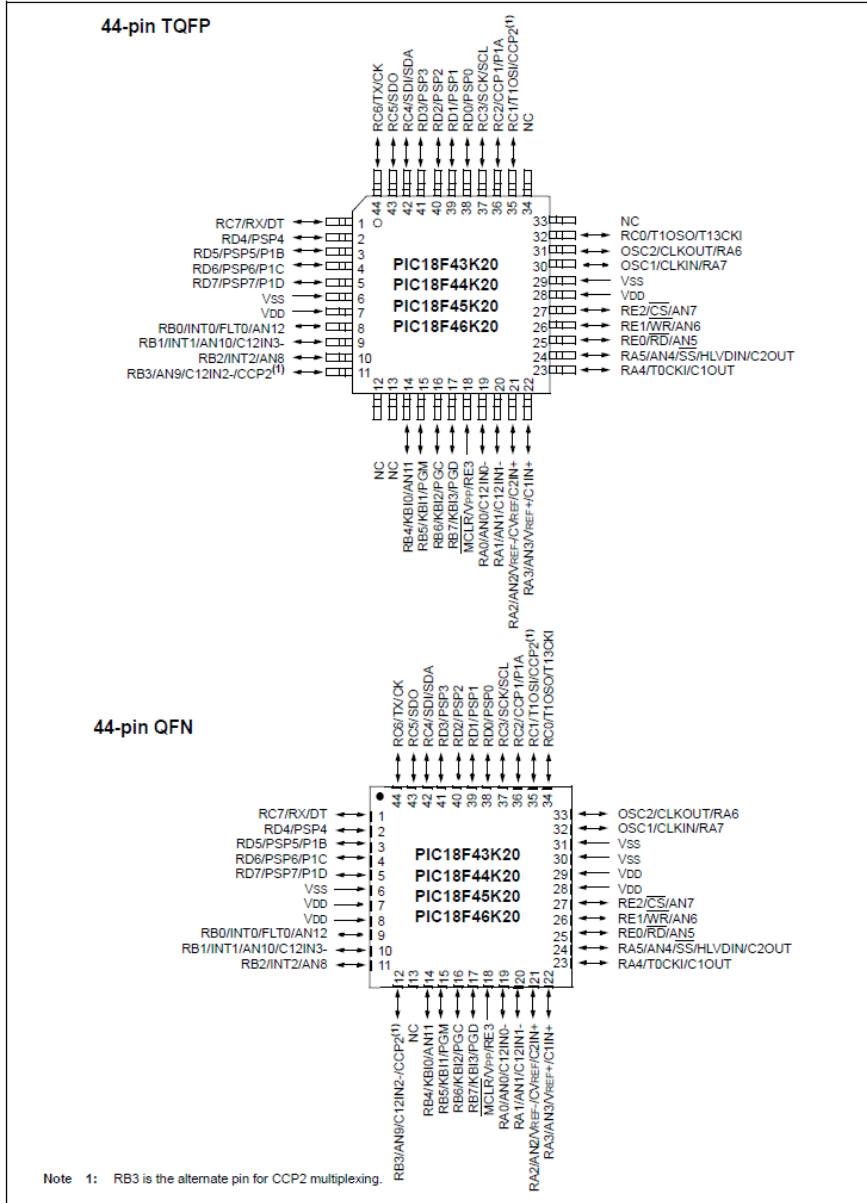 44-pin TQFP
RC6/TX/CK
RC5/SDO
RC4/SDI/SDA
RD3/PSP3
RD2/PSP2
RD1/PSP1
RD0/PSP0
RC3/SCK/SCL
RC2/CCP1/P1A
RC1/T1OSI/CCP2(1)
NC
44
43
42
41
40
39
38
37
36
35
34
RC7/RX/DT 1
RD4/PSP4 2
RD5/PSP5/P1B 3
RD6/PSP6/P1C 4
RD7/PSP7/P1D 5
VSS 6
VDD 7
RB0/INT0/FLT0/AN12 8
RB1/INT1/AN10/C12IN3- 9
RB2/INT2/AN8 10
RB3/AN9/C12IN2-/CCP2(1) 11
PIC18F43K20
PIC18F44K20
PIC18F45K20
PIC18F46K20
33 NC
32 RC0/T1OSO/T13CKI
31 OSC2/CLKOUT/RA6
30 OSC1/CLKIN/RA7
29 VSS
28 VDD
27 RE2/CS/AN7
26 RE1/WR/AN6
25 RE0/RD/AN5
24 RA5/AN4/SS/HLVDIN/C2OUT
23 RA4/T0CKI/C1OUT
12
13
14
15
16
17
18
19
20
21
22
NC
NC
RB4/KBI0/AN11
RB5/KBI1/PGM
RB6/KBI2/PGC
RB7/KBI3/PGD
MCLR/VPP/RE3
RA0/AN0/C12IN0-
RA1/AN1/C12IN1-
RA2/AN2/VREF-/CVREF/C2IN+
RA3/AN3/VREF+/C1IN+
44-pin QFN
RC6/TX/CK
RC5/SDO
RC4/SDI/SDA
RD3/PSP3
RD2/PSP2
RD1/PSP1
RD0/PSP0
RC3/SCK/SCL
RC2/CCP1/P1A
RC1/T1OSI/CCP2(1)
RC0/T1OSO/T13CKI
44
43
42
41
40
39
38
37
36
35
34
RC7/RX/DT 1
RD4/PSP4 2
RD5/PSP5/P1B 3
RD6/PSP6/P1C 4
RD7/PSP7/P1D 5
VSS 6
VDD 7
VDD 8
RB0/INT0/FLT0/AN12 9
RB1/INT1/AN10/C12IN3- 10
RB2/INT2/AN8 11
PIC18F43K20
PIC18F44K20
PIC18F45K20
PIC18F46K20
33 OSC2/CLKOUT/RA6
32 OSC1/CLKIN/RA7
31 VSS
30 VSS
29 VDD
28 VDD
27 RE2/CS/AN7
26 RE1/WR/AN6
25 RE0/RD/AN5
24 RA5/AN4/SS/HLVDIN/C2OUT
23 RA4/T0CKI/C1OUT
12
13
14
15
16
17
18
19
20
21
22
RB3/AN9/C12IN2-/CCP2(1)
NC
RB4/KBI0/AN11
RB5/KBI1/PGM
RB6/KBI2/PGC
RB7/KBI3/PGD
MCLR/VPP/RE3
RA0/AN0/C12IN0-
RA1/AN1/C12IN1-
RA2/AN2/VREF-/CVREF/C2IN+
RA3/AN3/VREF+/C1IN+
Note 1: RB3 is the alternate pin for CCP2 multiplexing.